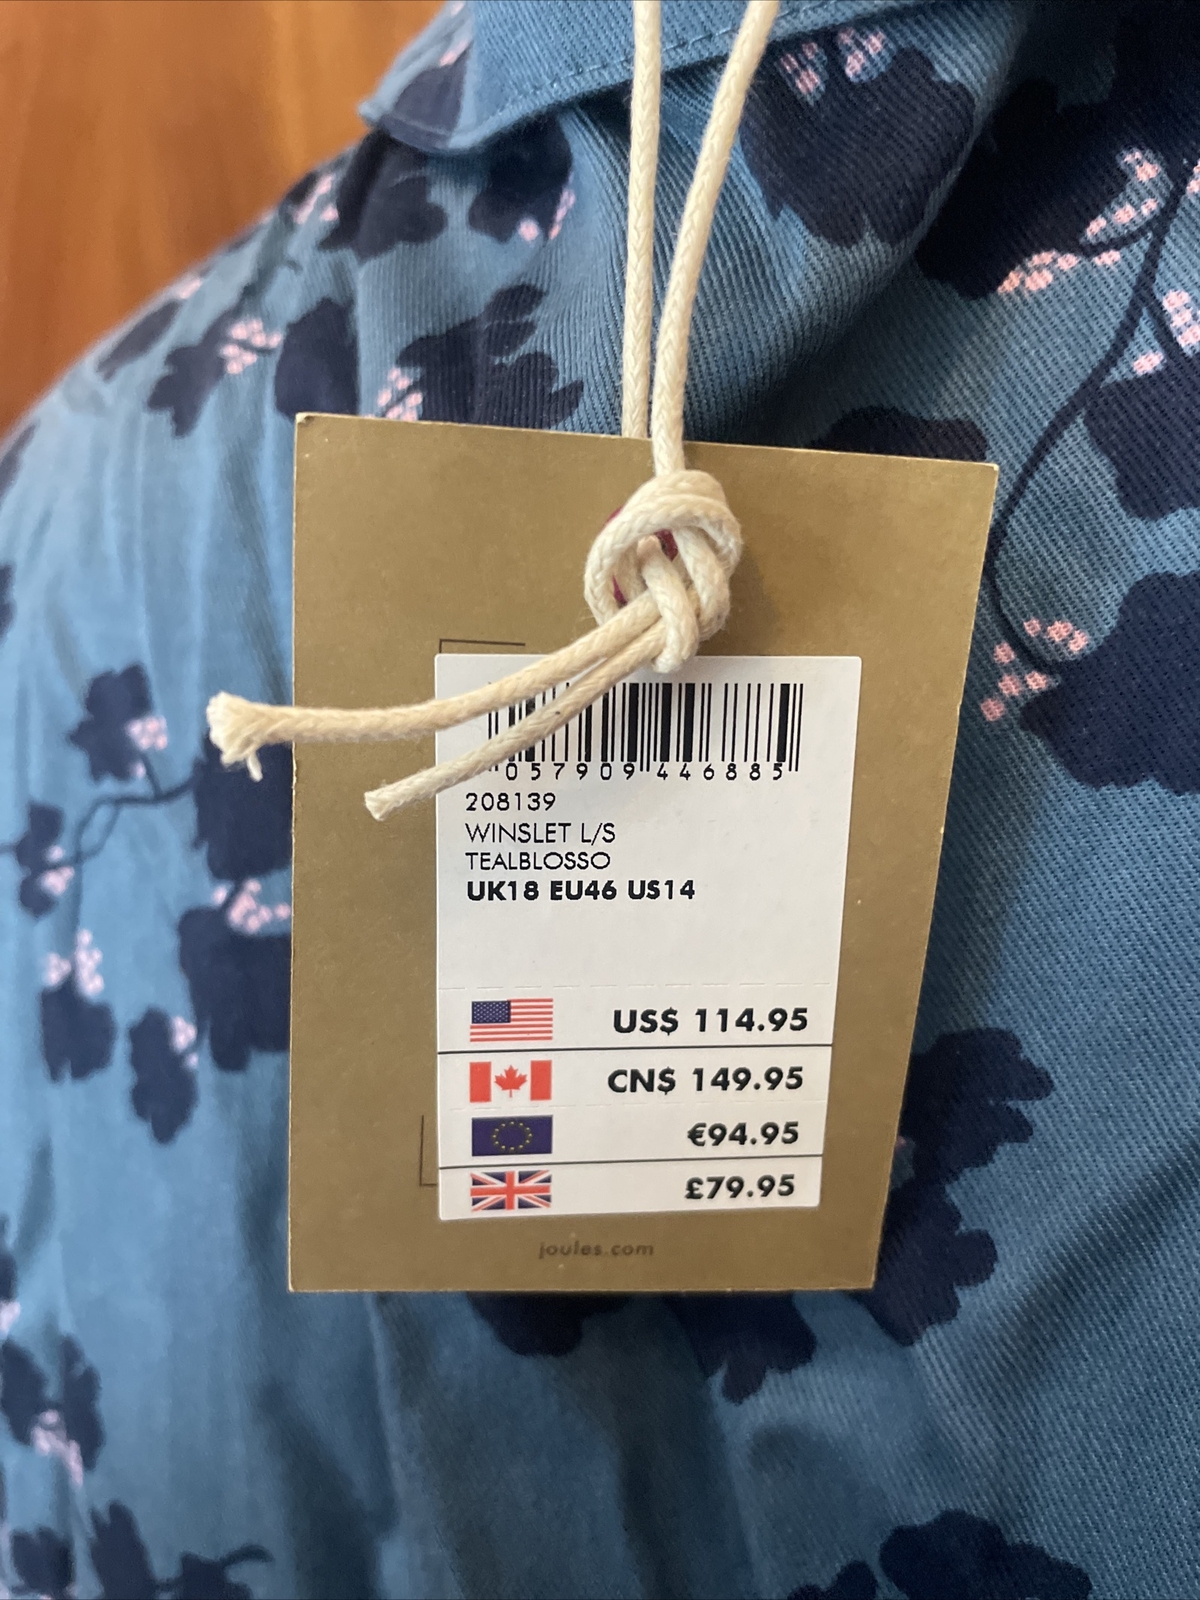 057909 446885
208139
WINSLET L/S
TEALBLOSSO
UK18 EU46 US14
US$ 114.95
CN$ 149.95
€94.95
£79.95
joules.com